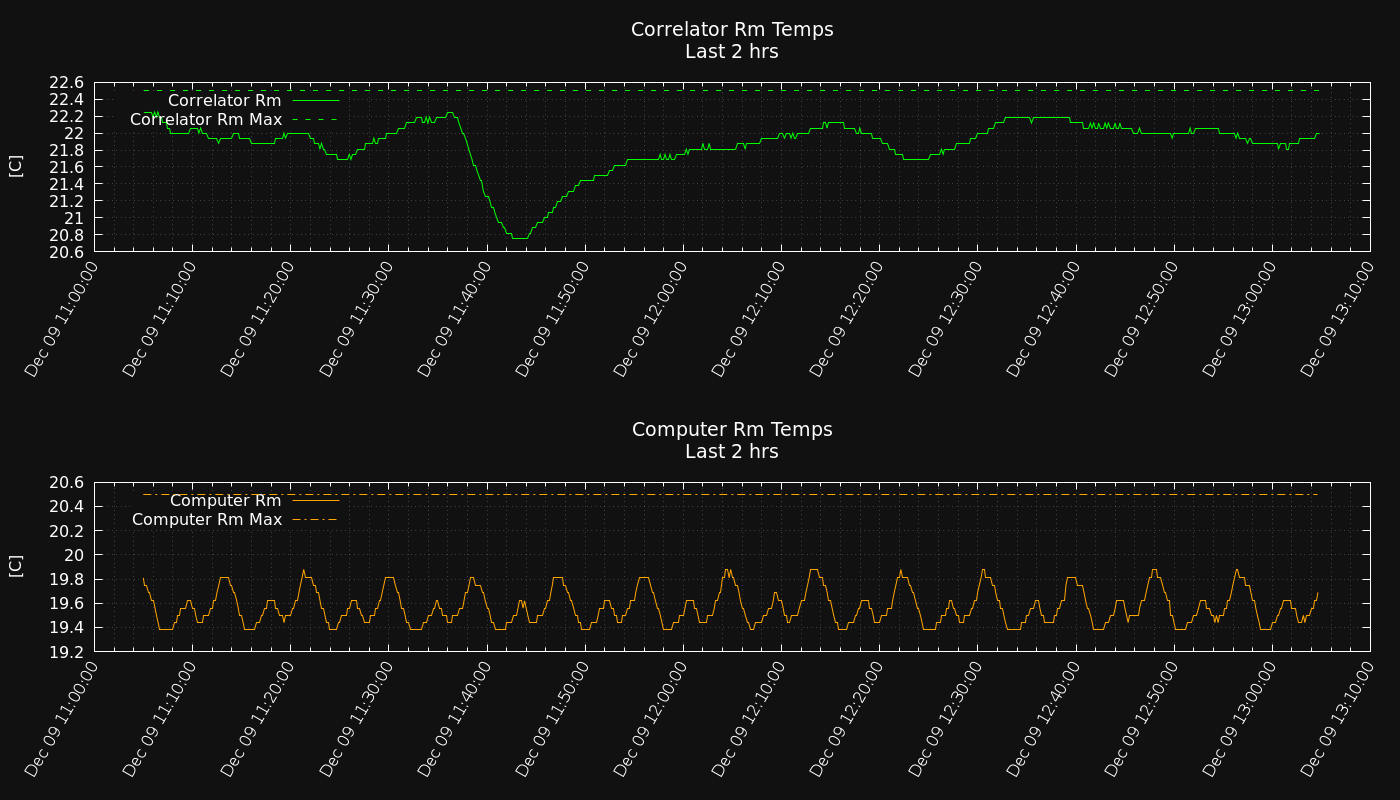 Correlator Rm Temps
Last 2 hrs
22.6
22.4
22.2
22
21.8
21.6
21.4
21.2
21
20.8
20.6
[C]
Correlator Rm
Correlator Rm Max
Dec 09 11:00:00
Dec 09 11:10:00
Dec 09 11:20:00
Dec 09 11:30:00
Dec 09 11:40:00
Dec 09 11:50:00
Dec 09 12:00:00
Dec 09 12:10:00
Dec 09 12:20:00
Dec 09 12:30:00
Dec 09 12:40:00
Dec 09 12:50:00
Dec 09 13:00:00
Dec 09 13:10:00
Computer Rm Temps
Last 2 hrs
20.6
20.4
20.2
20
19.8
19.6
19.4
19.2
[C]
Computer Rm
Computer Rm Max
Dec 09 11:00:00
Dec 09 11:10:00
Dec 09 11:20:00
Dec 09 11:30:00
Dec 09 11:40:00
Dec 09 11:50:00
Dec 09 12:00:00
Dec 09 12:10:00
Dec 09 12:20:00
Dec 09 12:30:00
Dec 09 12:40:00
Dec 09 12:50:00
Dec 09 13:00:00
Dec 09 13:10:00